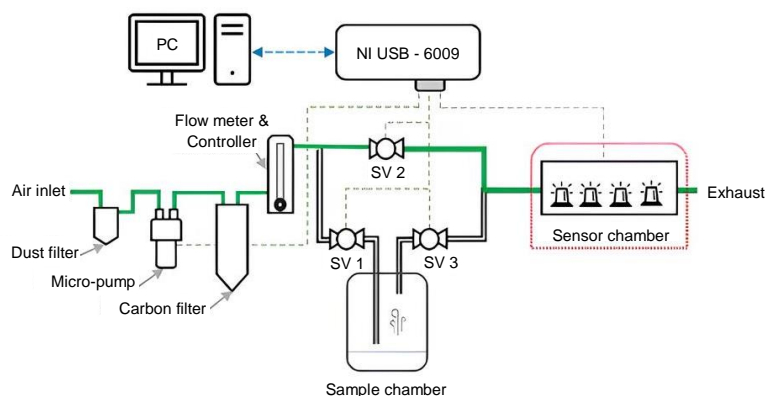 PC
NI USB - 6009
Flow meter &
Controller
SV 2
Air inlet
Exhaust
Dust filter
Sensor chamber
SV 1
SV 3
Micro-pump
Carbon filter
Sample chamber